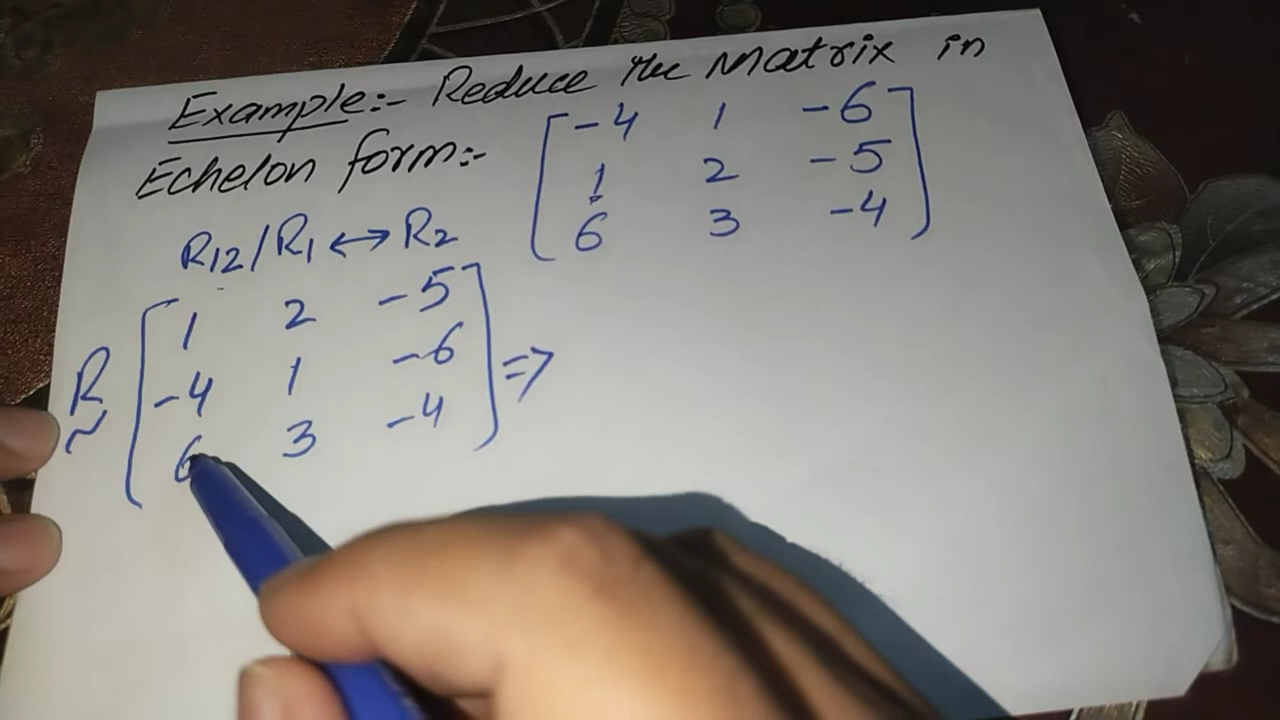 Example:- Reduce the Matrix in
Echelon form:-
[ -4 1 -6 ]
[ 1 2 -5 ]
[ 6 3 -4 ]
R12/R1 ↔ R2
R ~ [ 1 2 -5 ]
[ -4 1 -6 ] =>
[ 6 3 -4 ]